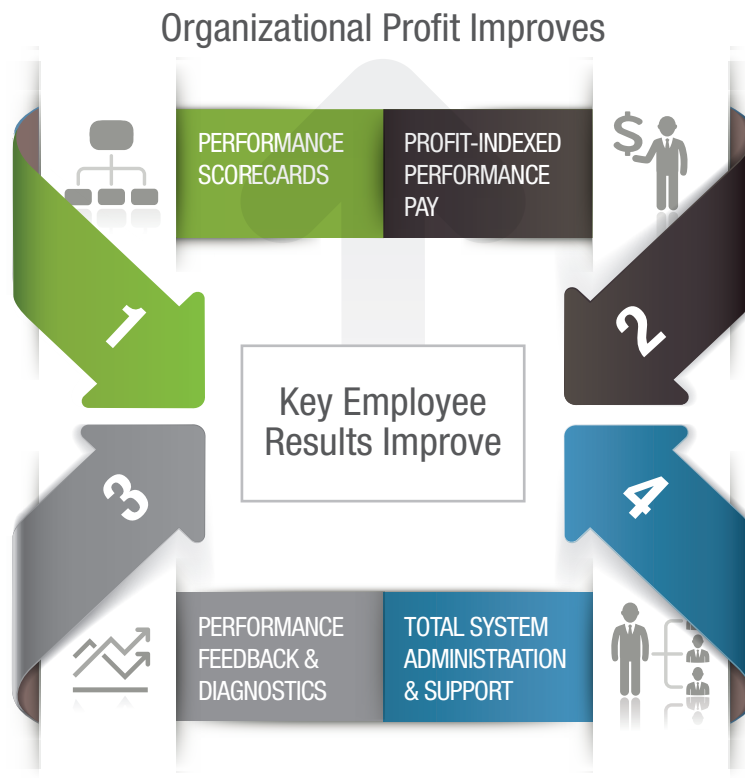 Organizational Profit Improves
PERFORMANCE
SCORECARDS
PROFIT-INDEXED
PERFORMANCE
PAY
$
1
2
Key Employee
Results Improve
3
4
PERFORMANCE
FEEDBACK &
DIAGNOSTICS
TOTAL SYSTEM
ADMINISTRATION
& SUPPORT